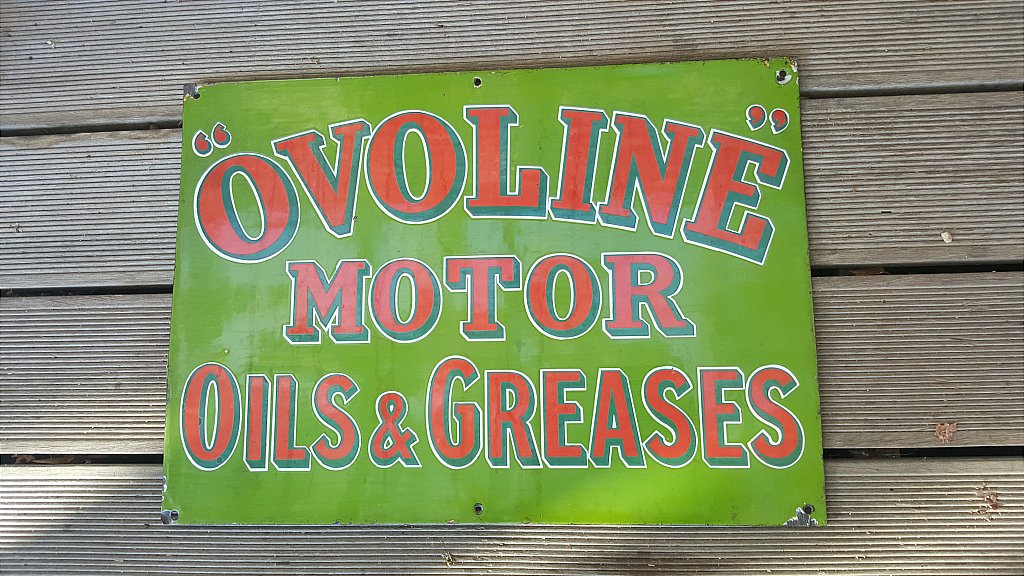 “OVOLINE”
MOTOR
OILS & GREASES